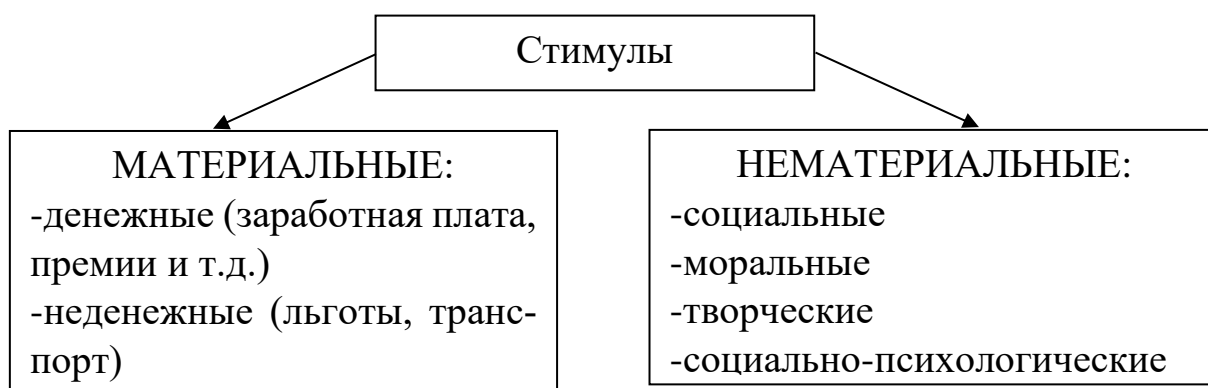 Стимулы
МАТЕРИАЛЬНЫЕ:
-денежные (заработная плата,
премии и т.д.)
-неденежные (льготы, транс-
порт)
НЕМАТЕРИАЛЬНЫЕ:
-социальные
-моральные
-творческие
-социально-психологические